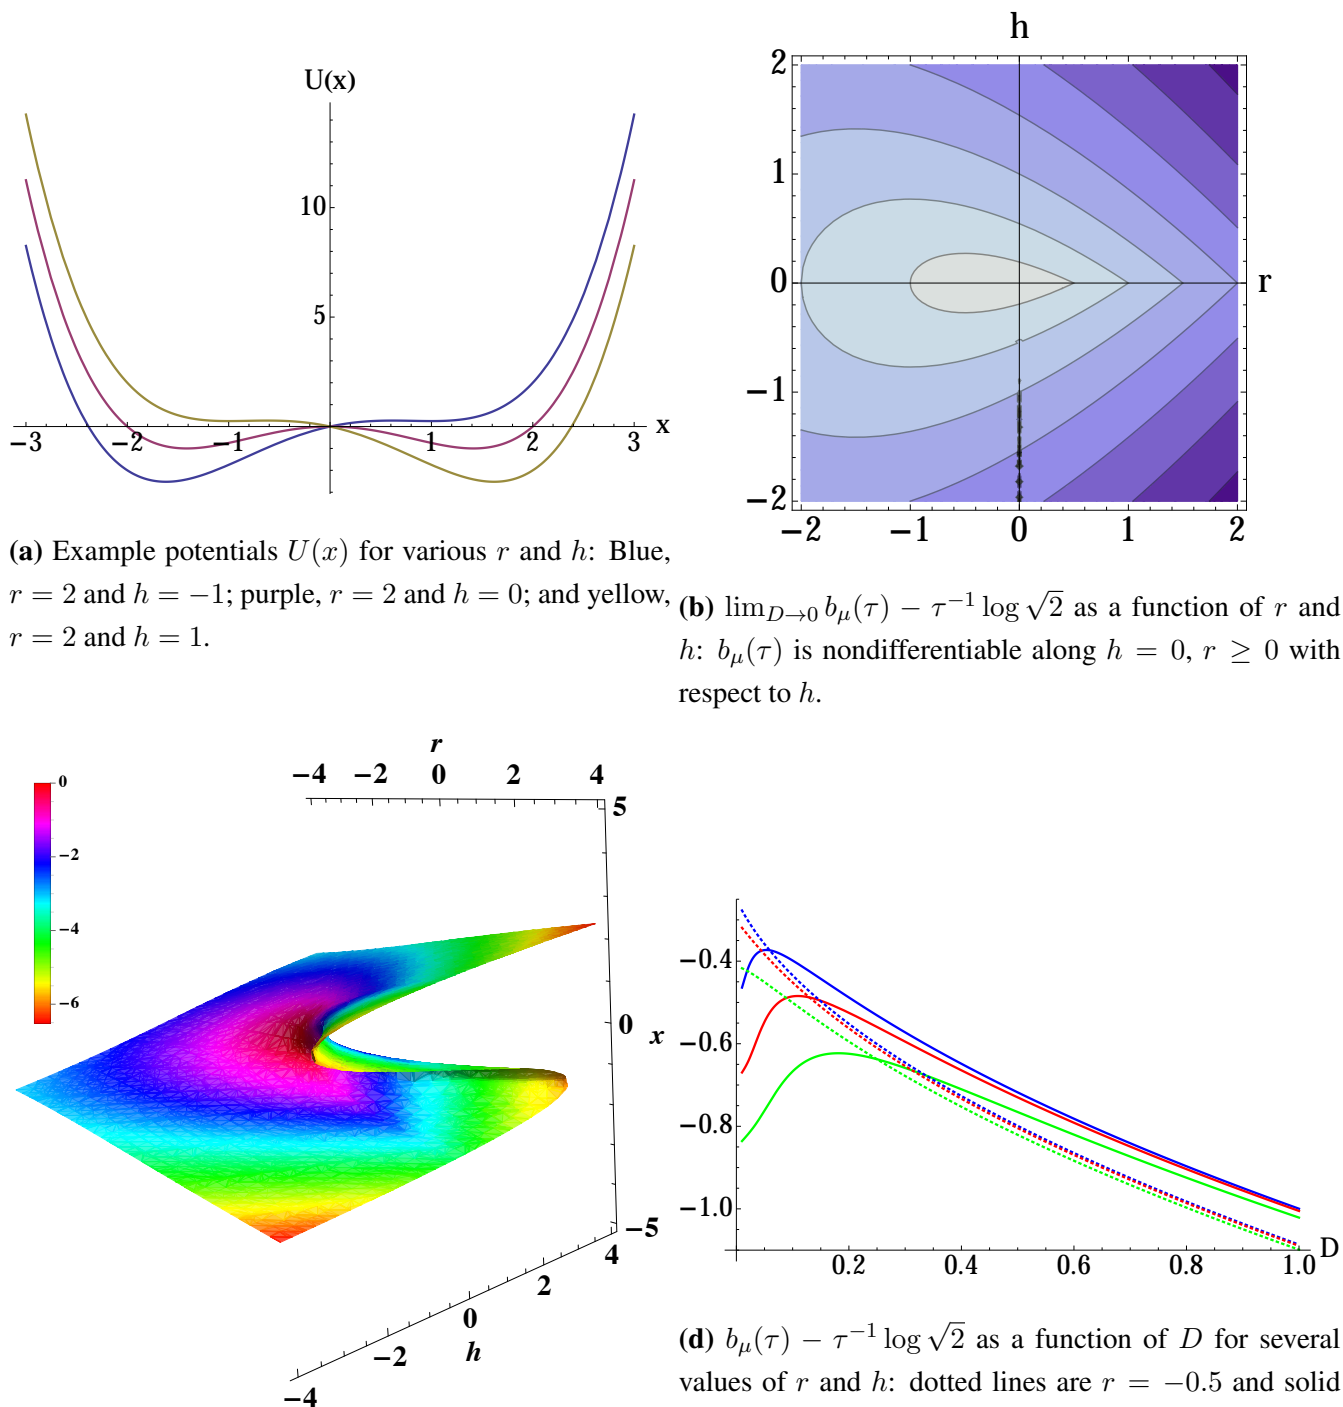 U(x)
10
5
−3 −2 −1 1 2 3 x
(a) Example potentials U(x) for various r and h: Blue,
r = 2 and h = −1; purple, r = 2 and h = 0; and yellow,
r = 2 and h = 1.
h
2
1
0 r
−1
−2
−2 −1 0 1 2
(b) lim_{D→0} b_μ(τ) − τ^{−1} log √2 as a function of r and
h: b_μ(τ) is nondifferentiable along h = 0, r ≥ 0 with
respect to h.
r
−4 −2 0 2 4
0
−2
−4
−6
5
x 0
−5
4
2
0
−2
−4
h
−0.4
−0.6
−0.8
−1.0
0.2 0.4 0.6 0.8 1.0 D
(d) b_μ(τ) − τ^{−1} log √2 as a function of D for several
values of r and h: dotted lines are r = −0.5 and solid